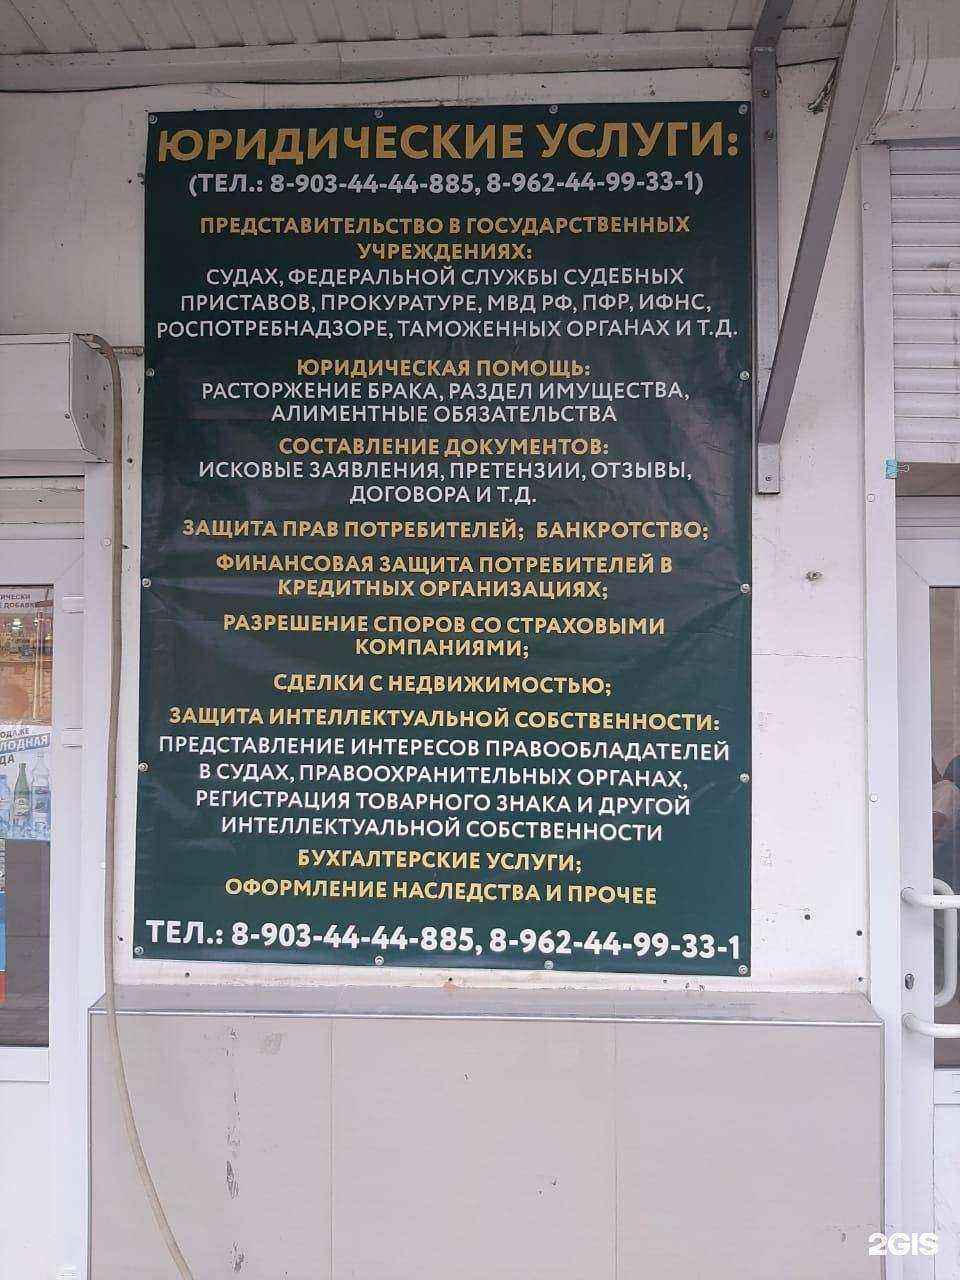 ЮРИДИЧЕСКИЕ УСЛУГИ:
(ТЕЛ.: 8-903-44-44-885, 8-962-44-99-33-1)
ПРЕДСТАВИТЕЛЬСТВО В ГОСУДАРСТВЕННЫХ
УЧРЕЖДЕНИЯХ:
СУДАХ, ФЕДЕРАЛЬНОЙ СЛУЖБЫ СУДЕБНЫХ
ПРИСТАВОВ, ПРОКУРАТУРЕ, МВД РФ, ПФР, ИФНС,
РОСПОТРЕБНАДЗОРЕ, ТАМОЖЕННЫХ ОРГАНАХ И Т.Д.
ЮРИДИЧЕСКАЯ ПОМОЩЬ:
РАСТОРЖЕНИЕ БРАКА, РАЗДЕЛ ИМУЩЕСТВА,
АЛИМЕНТНЫЕ ОБЯЗАТЕЛЬСТВА
СОСТАВЛЕНИЕ ДОКУМЕНТОВ:
ИСКОВЫЕ ЗАЯВЛЕНИЯ, ПРЕТЕНЗИИ, ОТЗЫВЫ,
ДОГОВОРА И Т.Д.
ЗАЩИТА ПРАВ ПОТРЕБИТЕЛЕЙ; БАНКРОТСТВО;
ФИНАНСОВАЯ ЗАЩИТА ПОТРЕБИТЕЛЕЙ В
КРЕДИТНЫХ ОРГАНИЗАЦИЯХ;
РАЗРЕШЕНИЕ СПОРОВ СО СТРАХОВЫМИ
КОМПАНИЯМИ;
СДЕЛКИ С НЕДВИЖИМОСТЬЮ;
ЗАЩИТА ИНТЕЛЛЕКТУАЛЬНОЙ СОБСТВЕННОСТИ:
ПРЕДСТАВЛЕНИЕ ИНТЕРЕСОВ ПРАВООБЛАДАТЕЛЕЙ
В СУДАХ, ПРАВООХРАНИТЕЛЬНЫХ ОРГАНАХ,
РЕГИСТРАЦИЯ ТОВАРНОГО ЗНАКА И ДРУГОЙ
ИНТЕЛЛЕКТУАЛЬНОЙ СОБСТВЕННОСТИ
БУХГАЛТЕРСКИЕ УСЛУГИ;
ОФОРМЛЕНИЕ НАСЛЕДСТВА И ПРОЧЕЕ
ТЕЛ.: 8-903-44-44-885, 8-962-44-99-33-1
2GIS